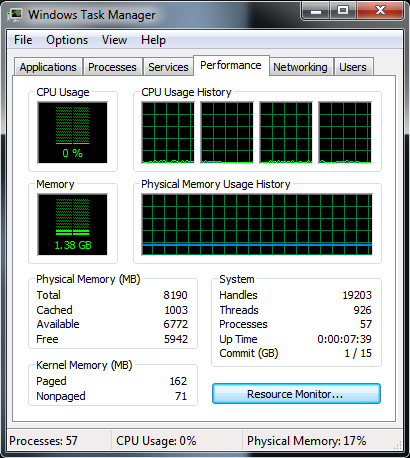 Windows Task Manager
File Options View Help
Applications Processes Services Performance Networking Users
CPU Usage
CPU Usage History
0 %
Memory
Physical Memory Usage History
1.38 GB
Physical Memory (MB)
Total 8190
Cached 1003
Available 6772
Free 5942
Kernel Memory (MB)
Paged 162
Nonpaged 71
System
Handles 19203
Threads 926
Processes 57
Up Time 0:00:07:39
Commit (GB) 1 / 15
Resource Monitor...
Processes: 57 CPU Usage: 0% Physical Memory: 17%